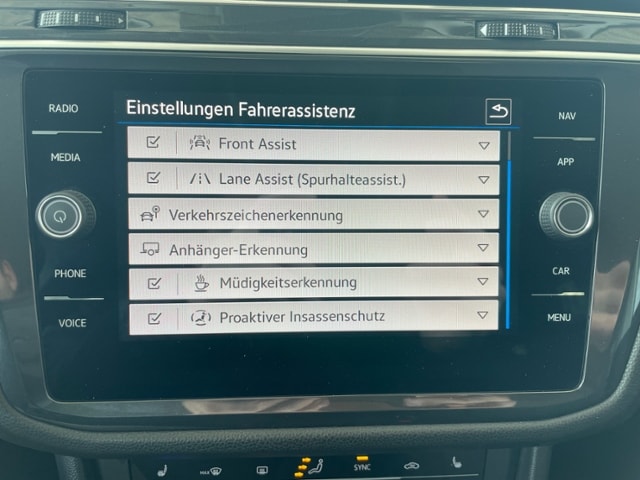 Einstellungen Fahrerassistenz
RADIO
MEDIA
PHONE
VOICE
Front Assist
Lane Assist (Spurhalteassist.)
Verkehrszeichenerkennung
Anhänger-Erkennung
Müdigkeitserkennung
Proaktiver Insassenschutz
NAV
APP
CAR
MENU
MAX
SYNC